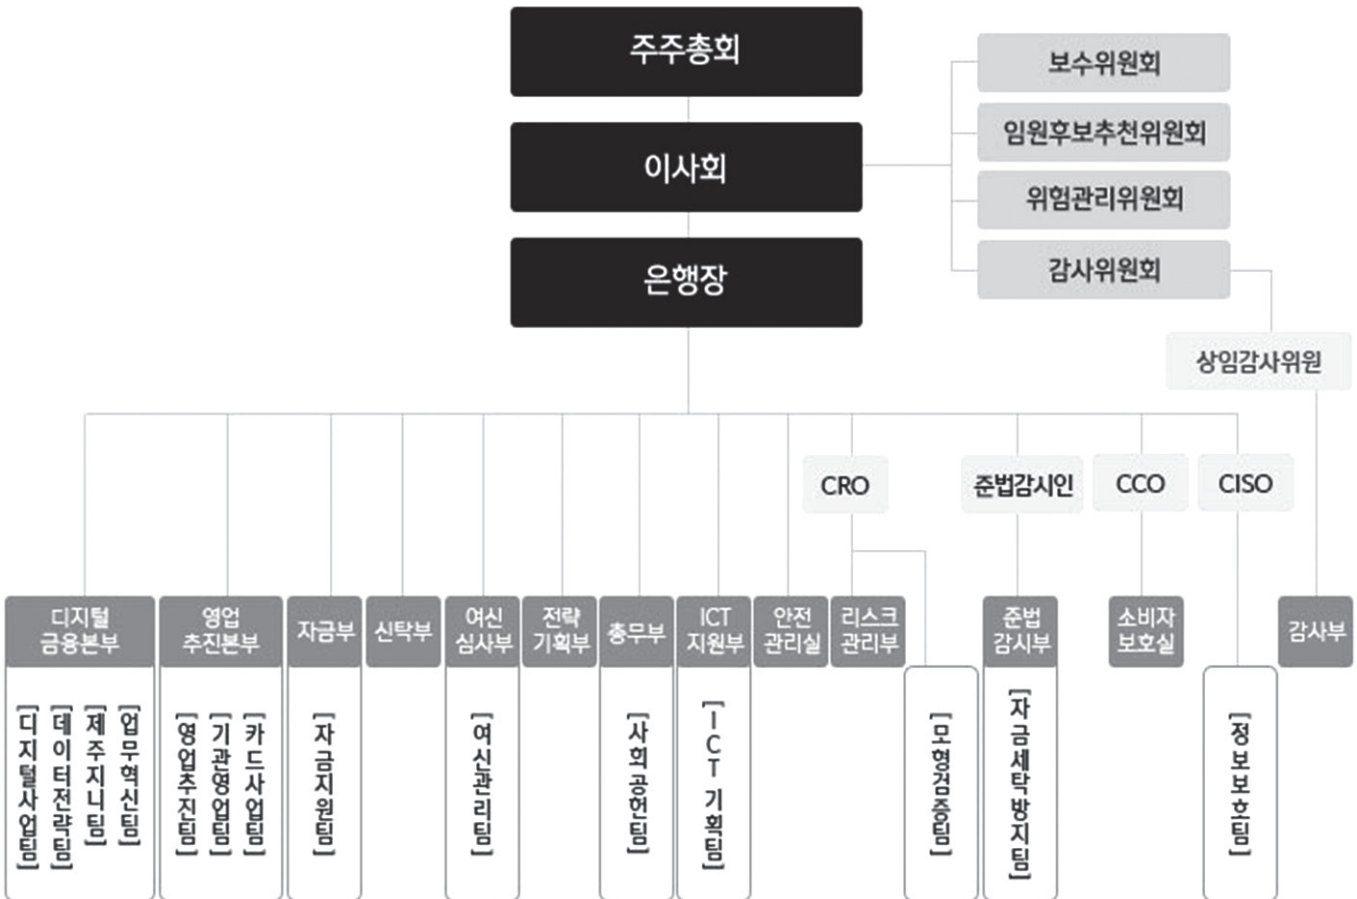 주주총회
이사회
은행장
보수위원회
임원후보추천위원회
위험관리위원회
감사위원회
상임감사위원
CRO
준법감시인
CCO
CISO
디지털
금융본부
영업
추진본부
자금부
신탁부
여신
심사부
전략
기획부
총무부
ICT
지원부
안전
관리실
리스크
관리부
준법
감시부
소비자
보호실
감사부
[디지털사업팀]
[데이터전략팀]
[제주지니팀]
[업무혁신팀]
[영업추진팀]
[기관영업팀]
[카드사업팀]
[자금지원팀]
[여신관리팀]
[사회공헌팀]
[ICT 기획팀]
[모형검증팀]
[자금세탁방지팀]
[정보보호팀]